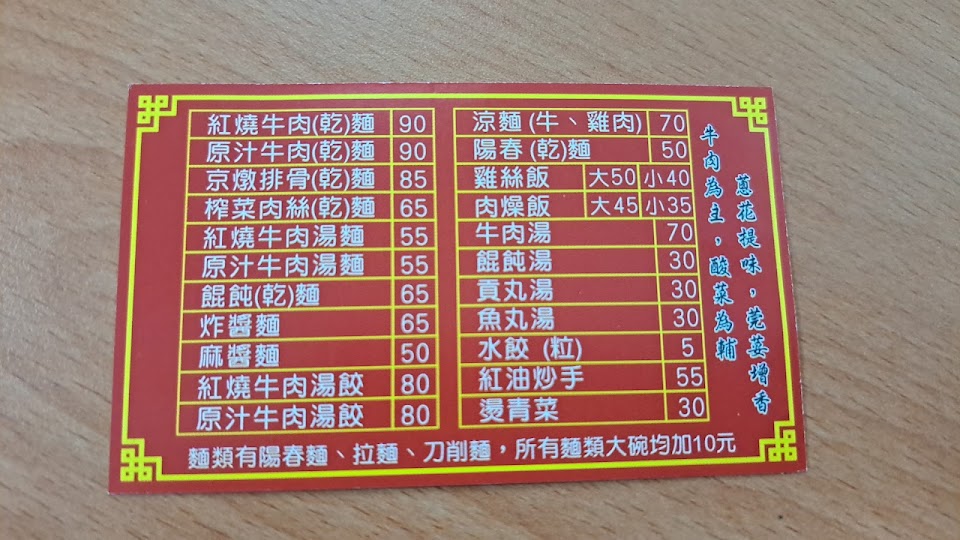 紅燒牛肉(乾)麵 90
原汁牛肉(乾)麵 90
京燉排骨(乾)麵 85
榨菜肉絲(乾)麵 65
紅燒牛肉湯麵 55
原汁牛肉湯麵 55
餛飩(乾)麵 65
炸醬麵 65
麻醬麵 50
紅燒牛肉湯餃 80
原汁牛肉湯餃 80
涼麵(牛、雞肉) 70
陽春(乾)麵 50
雞絲飯 大50 小40
肉燥飯 大45 小35
牛肉湯 70
餛飩湯 30
貢丸湯 30
魚丸湯 30
水餃(粒) 5
紅油炒手 55
燙青菜 30
蔥花提味，莞荽增香
牛肉為主，酸菜為輔
麵類有陽春麵、拉麵、刀削麵，所有麵類大碗均加10元